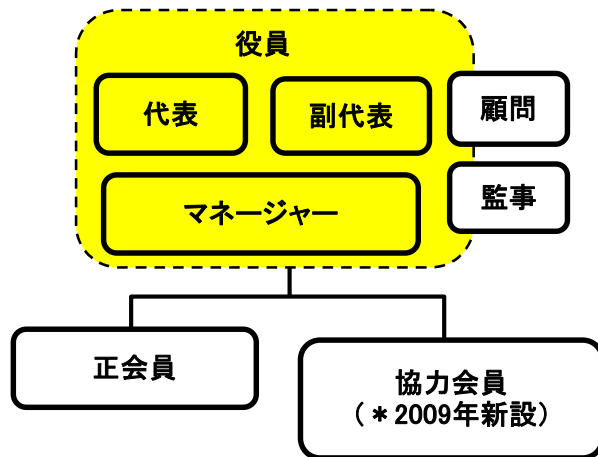 役員
代表
副代表
顧問
マネージャー
監事
正会員
協力会員
(＊2009年新設)